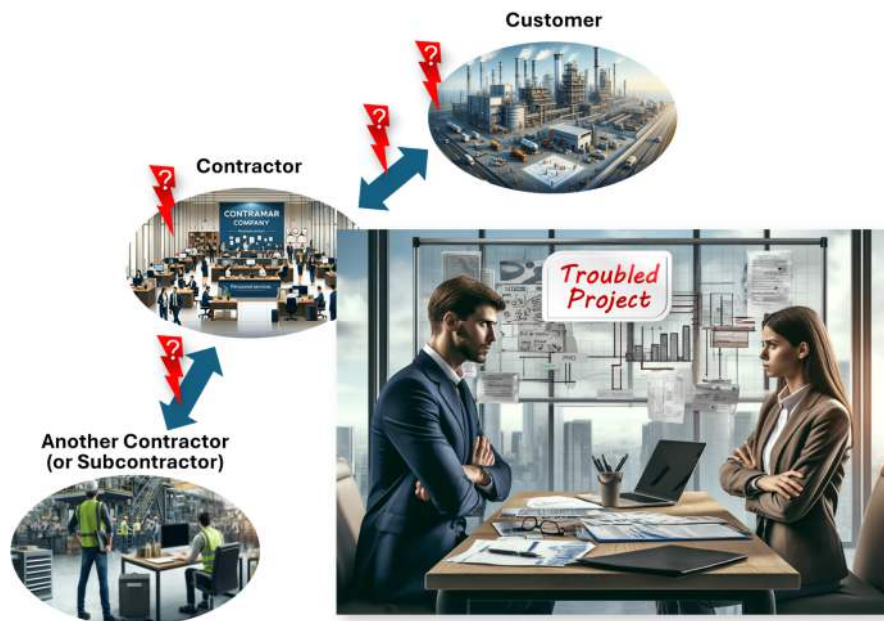 Customer
?
?
Contractor
?
CONTRAMAR
COMPANY
?
Another Contractor
(or Subcontractor)
Troubled
Project